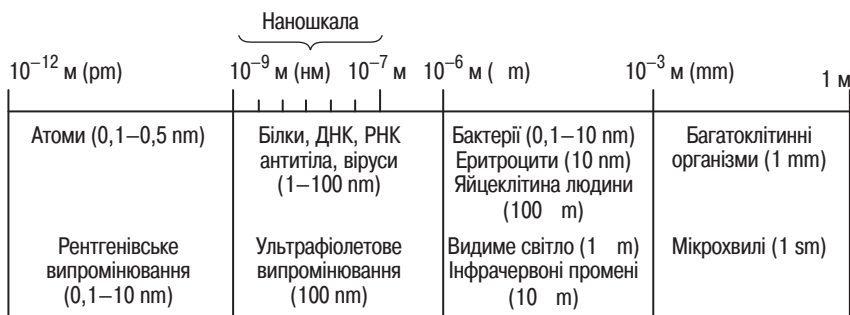 Наношкала
10⁻¹² м (pm)
10⁻⁹ м (нм)
10⁻⁷ м
10⁻⁶ м ( m)
10⁻³ м (mm)
1 м
Атоми (0,1–0,5 nm)
Білки, ДНК, РНК
антитіла, віруси
(1–100 nm)
Бактерії (0,1–10 nm)
Еритроцити (10 nm)
Яйцеклітина людини
(100 m)
Багатоклітинні
організми (1 mm)
Рентгенівське
випромінювання
(0,1–10 nm)
Ультрафіолетове
випромінювання
(100 nm)
Видиме світло (1 m)
Інфрачервоні промені
(10 m)
Мікрохвилі (1 sm)